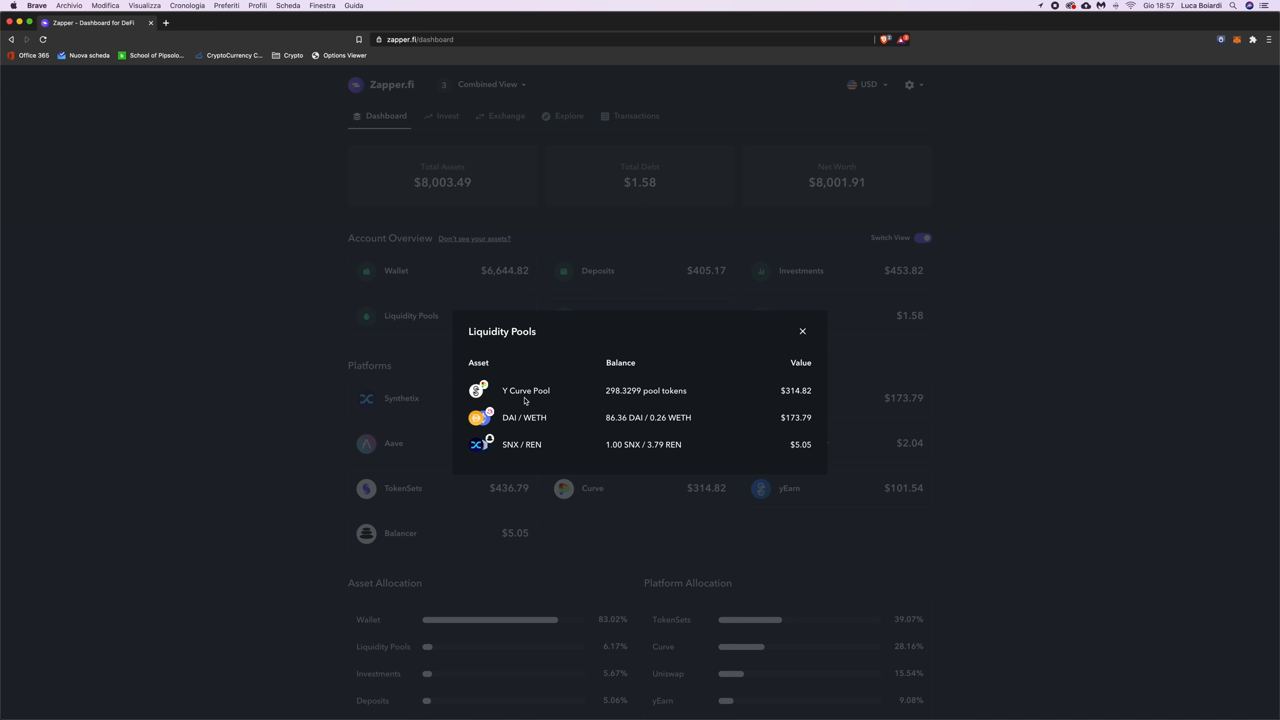 Brave Archivio Modifica Visualizza Cronologia Preferiti Profili Scheda Finestra Guida Gio 18:57 Luca Boiardi
Zapper - Dashboard for DeFi
zapper.fi/dashboard
Office 365 Nuova scheda School of Pipsolo... CryptoCurrency C... Crypto Options Viewer
Zapper.fi 3 Combined View USD
Dashboard Invest Exchange Explore Transactions
Total Assets Total Debt Net Worth
$8,003.49 $1.58 $8,001.91
Account Overview Don't see your assets? Switch View
Wallet $6,644.82 Deposits $405.17 Investments $453.82
Liquidity Pools $1.58
Liquidity Pools
Asset Balance Value
Y Curve Pool 298.3299 pool tokens $314.82
DAI / WETH 86.36 DAI / 0.26 WETH $173.79
SNX / REN 1.00 SNX / 3.79 REN $5.05
Platforms
Synthetix $173.79
Aave $2.04
TokenSets $436.79 Curve $314.82 yEarn $101.54
Balancer $5.05
Asset Allocation Platform Allocation
Wallet 83.02% TokenSets 39.07%
Liquidity Pools 6.17% Curve 28.16%
Investments 5.67% Uniswap 15.54%
Deposits 5.06% yEarn 9.08%